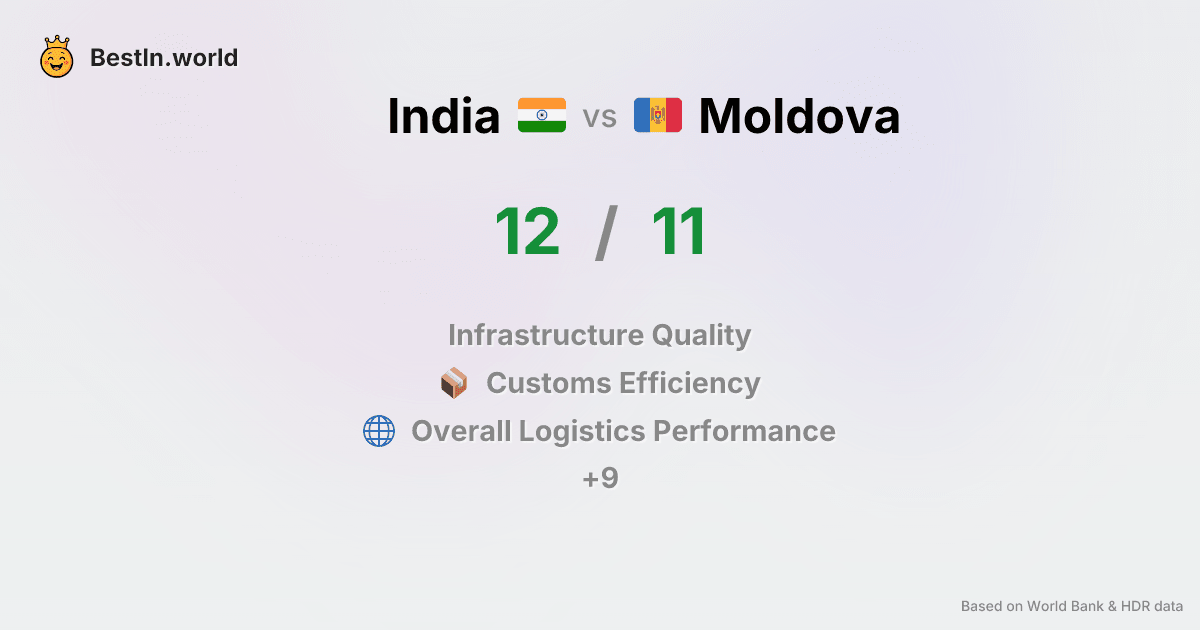 BestIn.world
India vs Moldova
12 / 11
Infrastructure Quality
Customs Efficiency
Overall Logistics Performance
+9
Based on World Bank & HDR data